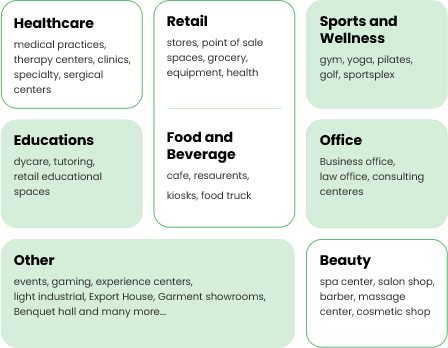 Healthcare
medical practices,
therapy centers, clinics,
specialty, sergical
centers
Retail
stores, point of sale
spaces, grocery,
equipment, health
Sports and
Wellness
gym, yoga, pilates,
golf, sportsplex
Educations
dycare, tutoring,
retail educational
spaces
Food and
Beverage
cafe, resaurents,
kiosks, food truck
Office
Business office,
law office, consulting
centeres
Other
events, gaming, experience centers,
light industrial, Export House, Garment showrooms,
Benquet hall and many more...
Beauty
spa center, salon shop,
barber, massage
center, cosmetic shop